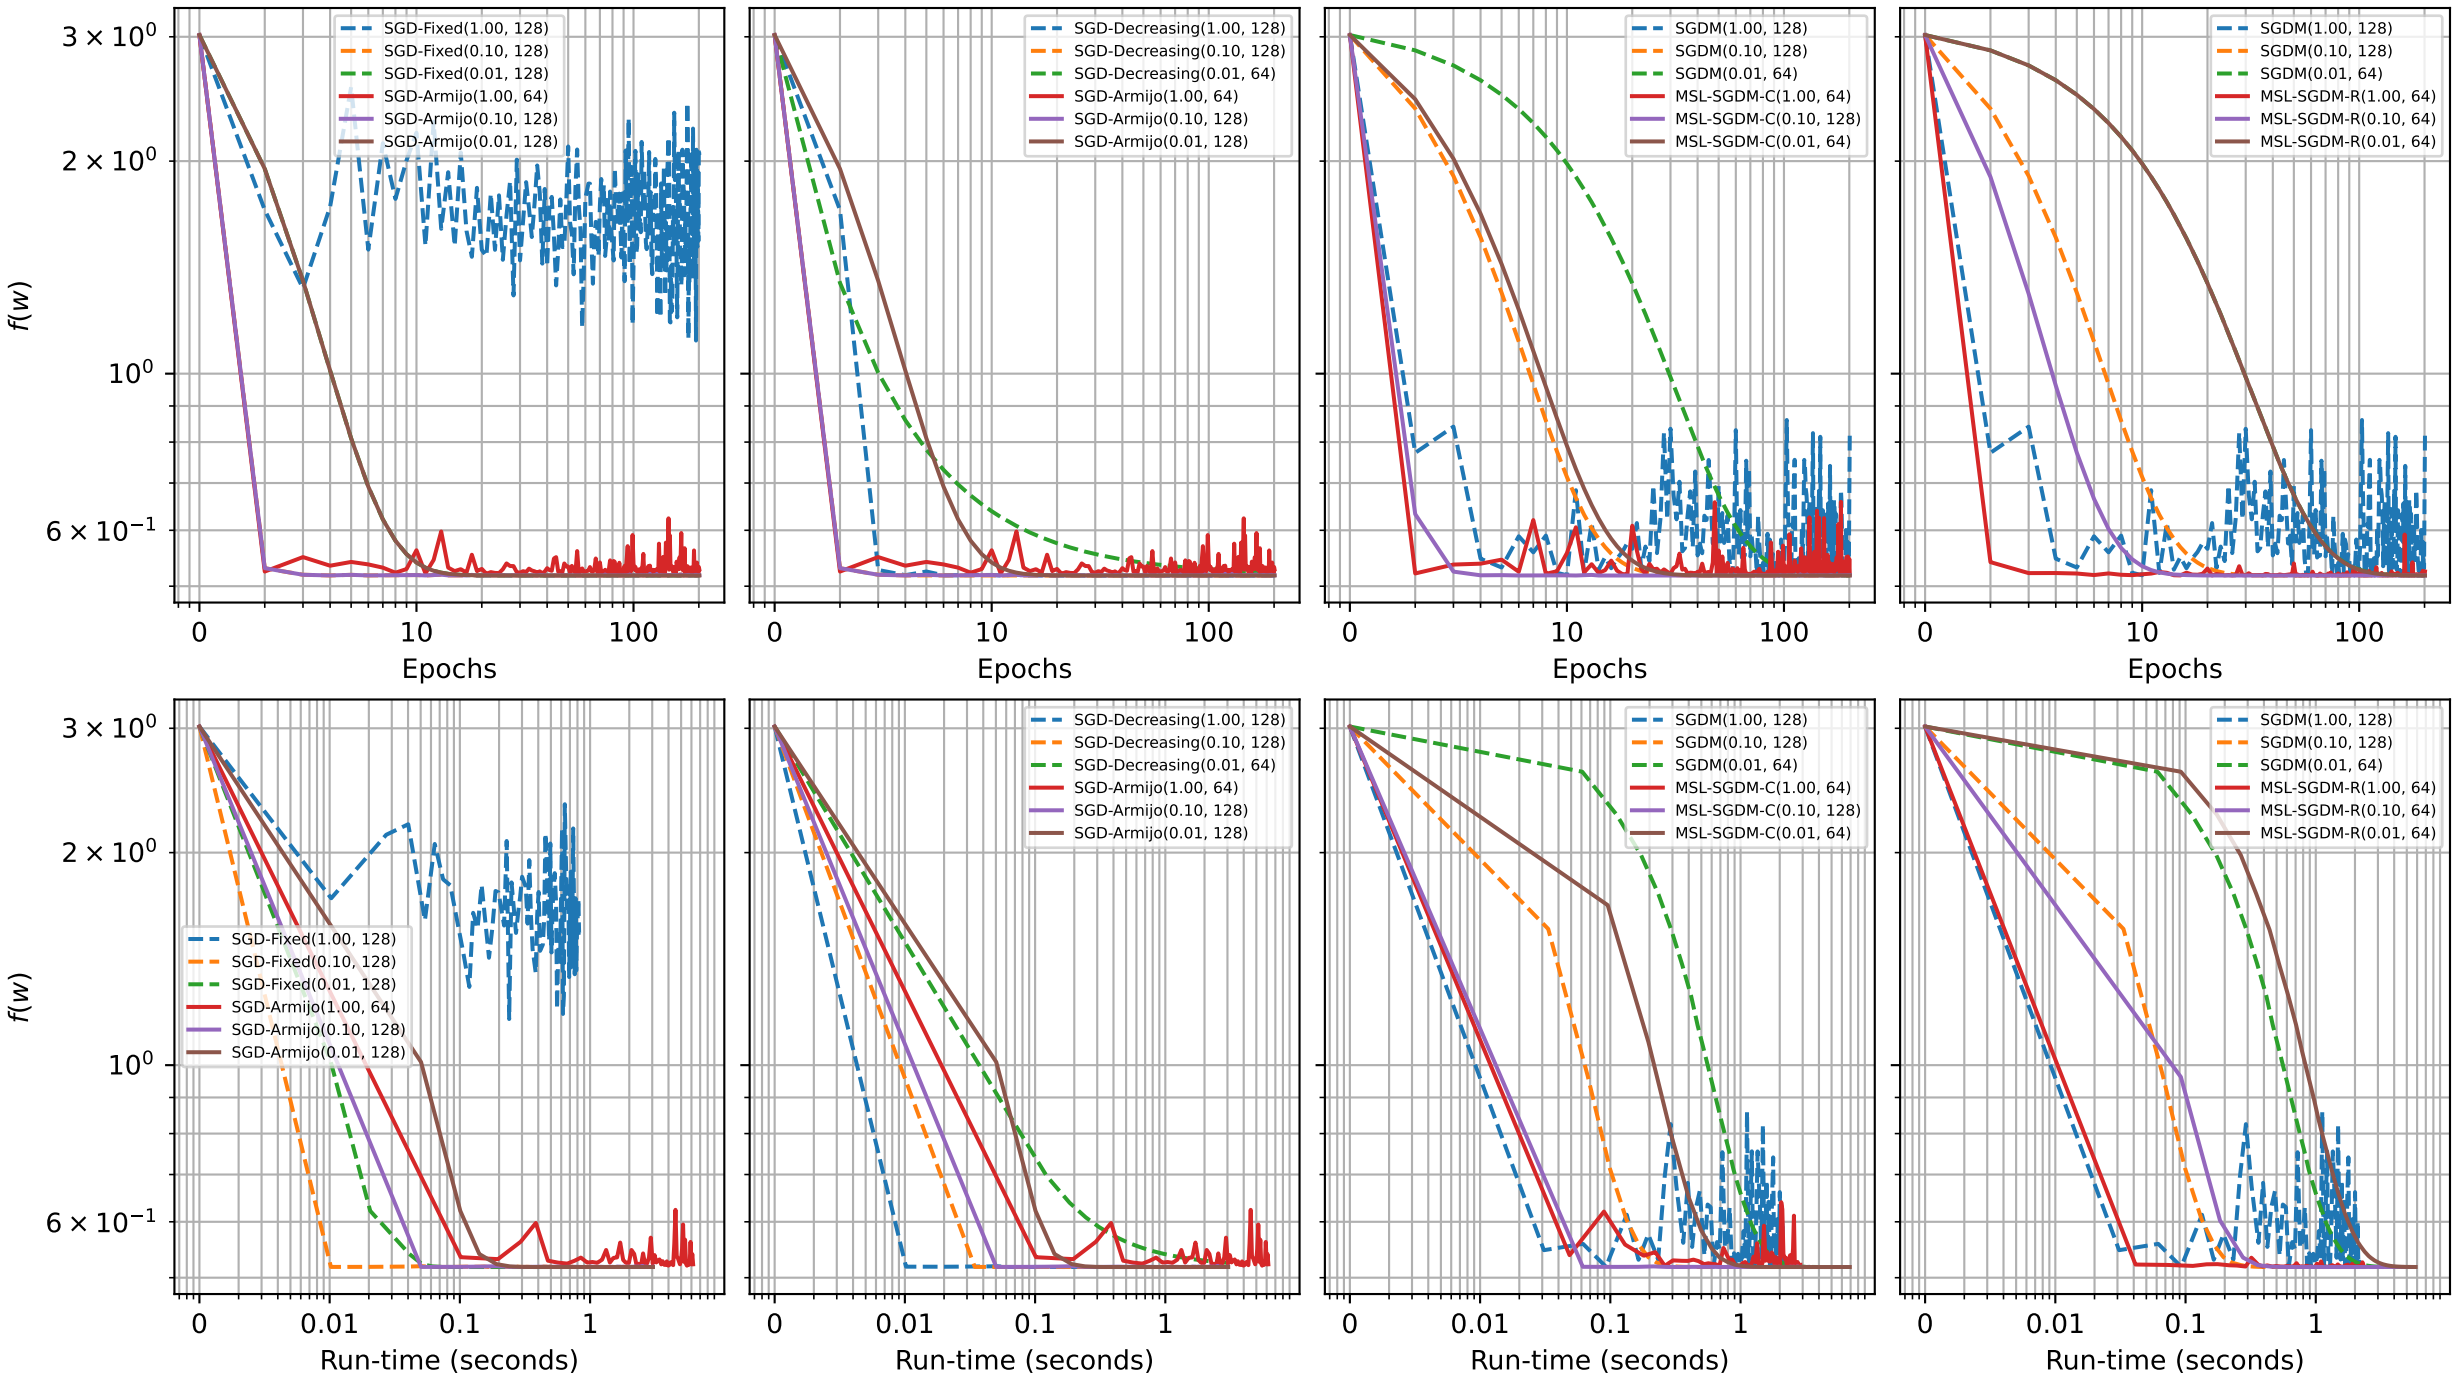 3 × 10⁰
2 × 10⁰
10⁰
6 × 10⁻¹
f(w)
SGD-Fixed(1.00, 128)
SGD-Fixed(0.10, 128)
SGD-Fixed(0.01, 128)
SGD-Armijo(1.00, 64)
SGD-Armijo(0.10, 128)
SGD-Armijo(0.01, 128)
0 10 100
Epochs
SGD-Decreasing(1.00, 128)
SGD-Decreasing(0.10, 128)
SGD-Decreasing(0.01, 64)
SGD-Armijo(1.00, 64)
SGD-Armijo(0.10, 128)
SGD-Armijo(0.01, 128)
0 10 100
Epochs
SGDM(1.00, 128)
SGDM(0.10, 128)
SGDM(0.01, 64)
MSL-SGDM-C(1.00, 64)
MSL-SGDM-C(0.10, 128)
MSL-SGDM-C(0.01, 64)
0 10 100
Epochs
SGDM(1.00, 128)
SGDM(0.10, 128)
SGDM(0.01, 64)
MSL-SGDM-R(1.00, 64)
MSL-SGDM-R(0.10, 64)
MSL-SGDM-R(0.01, 64)
0 10 100
Epochs
3 × 10⁰
2 × 10⁰
10⁰
6 × 10⁻¹
f(w)
SGD-Fixed(1.00, 128)
SGD-Fixed(0.10, 128)
SGD-Fixed(0.01, 128)
SGD-Armijo(1.00, 64)
SGD-Armijo(0.10, 128)
SGD-Armijo(0.01, 128)
0 0.01 0.1 1
Run-time (seconds)
SGD-Decreasing(1.00, 128)
SGD-Decreasing(0.10, 128)
SGD-Decreasing(0.01, 64)
SGD-Armijo(1.00, 64)
SGD-Armijo(0.10, 128)
SGD-Armijo(0.01, 128)
0 0.01 0.1 1
Run-time (seconds)
SGDM(1.00, 128)
SGDM(0.10, 128)
SGDM(0.01, 64)
MSL-SGDM-C(1.00, 64)
MSL-SGDM-C(0.10, 128)
MSL-SGDM-C(0.01, 64)
0 0.01 0.1 1
Run-time (seconds)
SGDM(1.00, 128)
SGDM(0.10, 128)
SGDM(0.01, 64)
MSL-SGDM-R(1.00, 64)
MSL-SGDM-R(0.10, 64)
MSL-SGDM-R(0.01, 64)
0 0.01 0.1 1
Run-time (seconds)